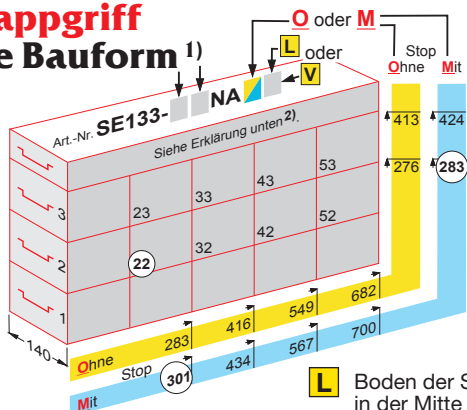 appgriff
e Bauform 1)
O oder M
L oder
V
Stop
Ohne Mit
Art.-Nr. SE133- NA
Siehe Erklärung unten 2)
413 424
276 283
53
43
33
23
3
52
42
32
22
2
1
140
Ohne 283 416 549 682
Stop
Mit 301 434 567 700
L Boden der S
in der Mitte